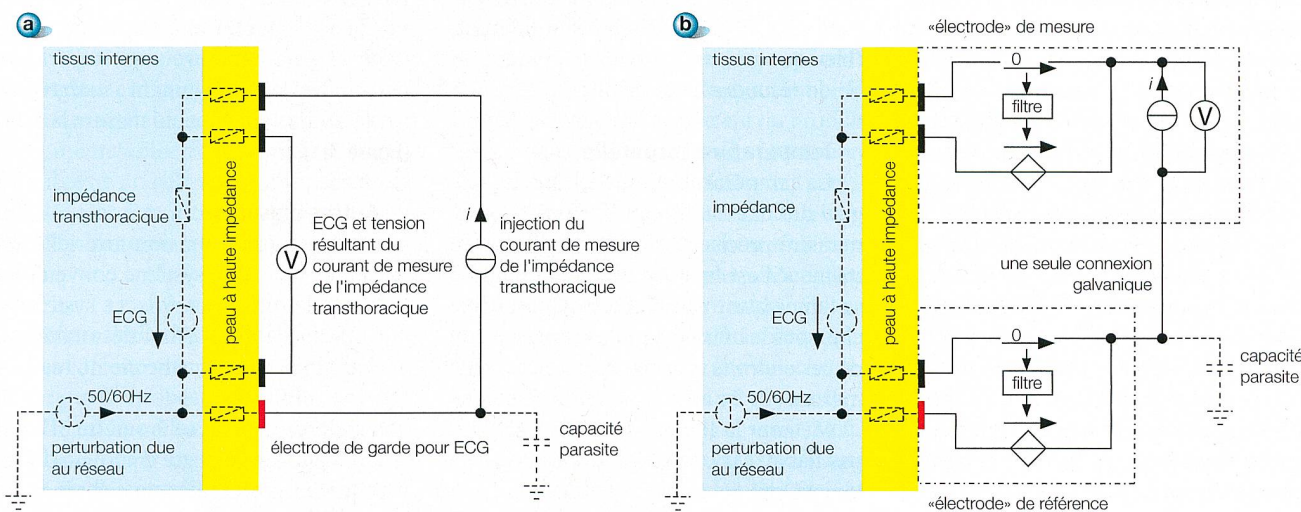 a
tissus internes
impédance
transthoracique
ECG
50/60Hz
perturbation due
au réseau
peau à haute impédance
V
ECG et tension
résultant du
courant de mesure
de l'impédance
transthoracique
i
injection du
courant de mesure
de l'impédance
transthoracique
électrode de garde pour ECG
capacité
parasite
b
«électrode» de mesure
tissus internes
0
filtre
i
V
impédance
peau à haute impédance
une seule connexion
galvanique
ECG
0
filtre
50/60Hz
capacité
parasite
perturbation due
au réseau
«électrode» de référence